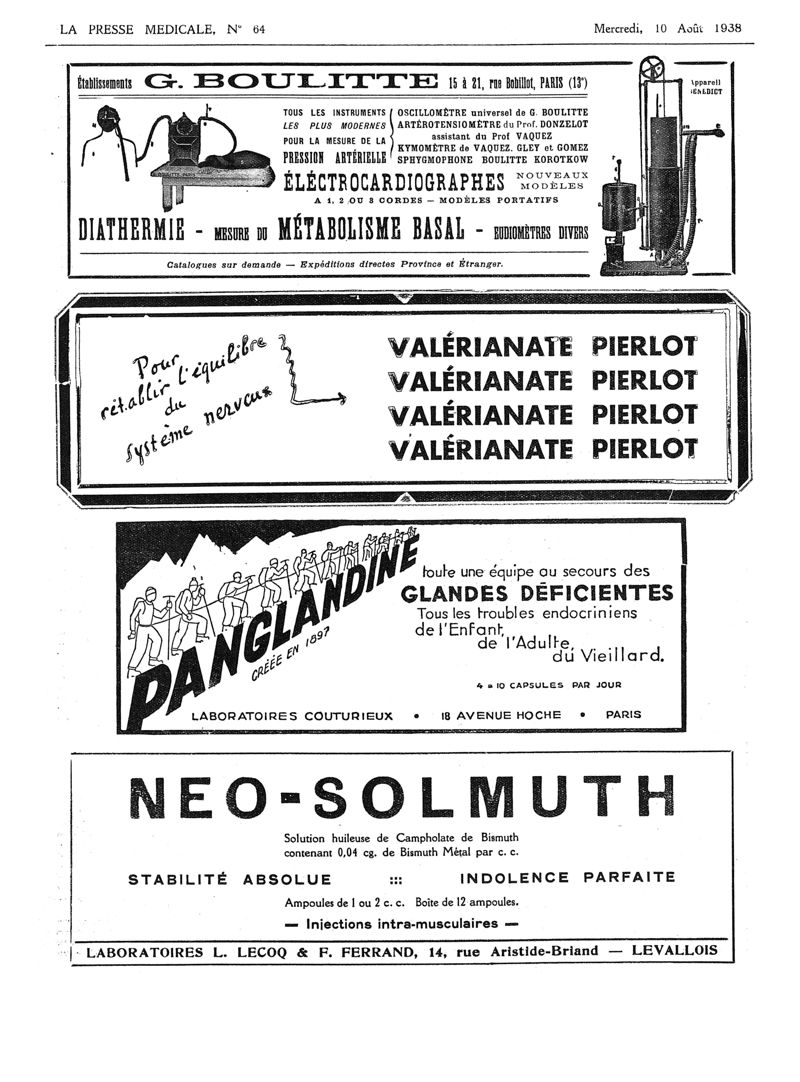 LA PRESSE MEDICALE, N° 64
Mercredi, 10 Août 1938
Établissements G. BOULITTE 15 à 21, rue Bobillot, PARIS (13e)
Appareil
BENEDICT
TOUS LES INSTRUMENTS
LES PLUS MODERNES
POUR LA MESURE DE LA
PRESSION ARTÉRIELLE
OSCILLOMÈTRE universel de G. BOULITTE
ARTÉROTENSIOMÈTRE du Prof. DONZELOT
assistant du Prof VAQUEZ
KYMOMÈTRE de VAQUEZ. GLEY et GOMEZ
SPHYGMOPHONE BOULITTE KOROTKOW
ÉLÉCTROCARDIOGRAPHES NOUVEAUX
MODÈLES
A 1, 2 OU 3 CORDES — MODÈLES PORTATIFS
DIATHERMIE - MESURE DU MÉTABOLISME BASAL - EUDIOMÈTRES DIVERS
Catalogues sur demande — Expéditions directes Province et Étranger.
Pour
rétablir l'équilibre
du
système nerveux
VALÉRIANATE PIERLOT
VALÉRIANATE PIERLOT
VALÉRIANATE PIERLOT
VALÉRIANATE PIERLOT
PANGLANDINE
CRÉÉE EN 1897
toute une équipe au secours des
GLANDES DÉFICIENTES
Tous les troubles endocriniens
de l'Enfant,
de l'Adulte,
du Vieillard.
4 à 10 CAPSULES PAR JOUR
LABORATOIRES COUTURIEUX • 18 AVENUE HOCHE • PARIS
NEO-SOLMUTH
Solution huileuse de Campholate de Bismuth
contenant 0,04 cg. de Bismuth Métal par c. c.
STABILITÉ ABSOLUE ::: INDOLENCE PARFAITE
Ampoules de 1 ou 2 c. c. Boîte de 12 ampoules.
— Injections intra-musculaires —
LABORATOIRES L. LECOQ & F. FERRAND, 14, rue Aristide-Briand — LEVALLOIS